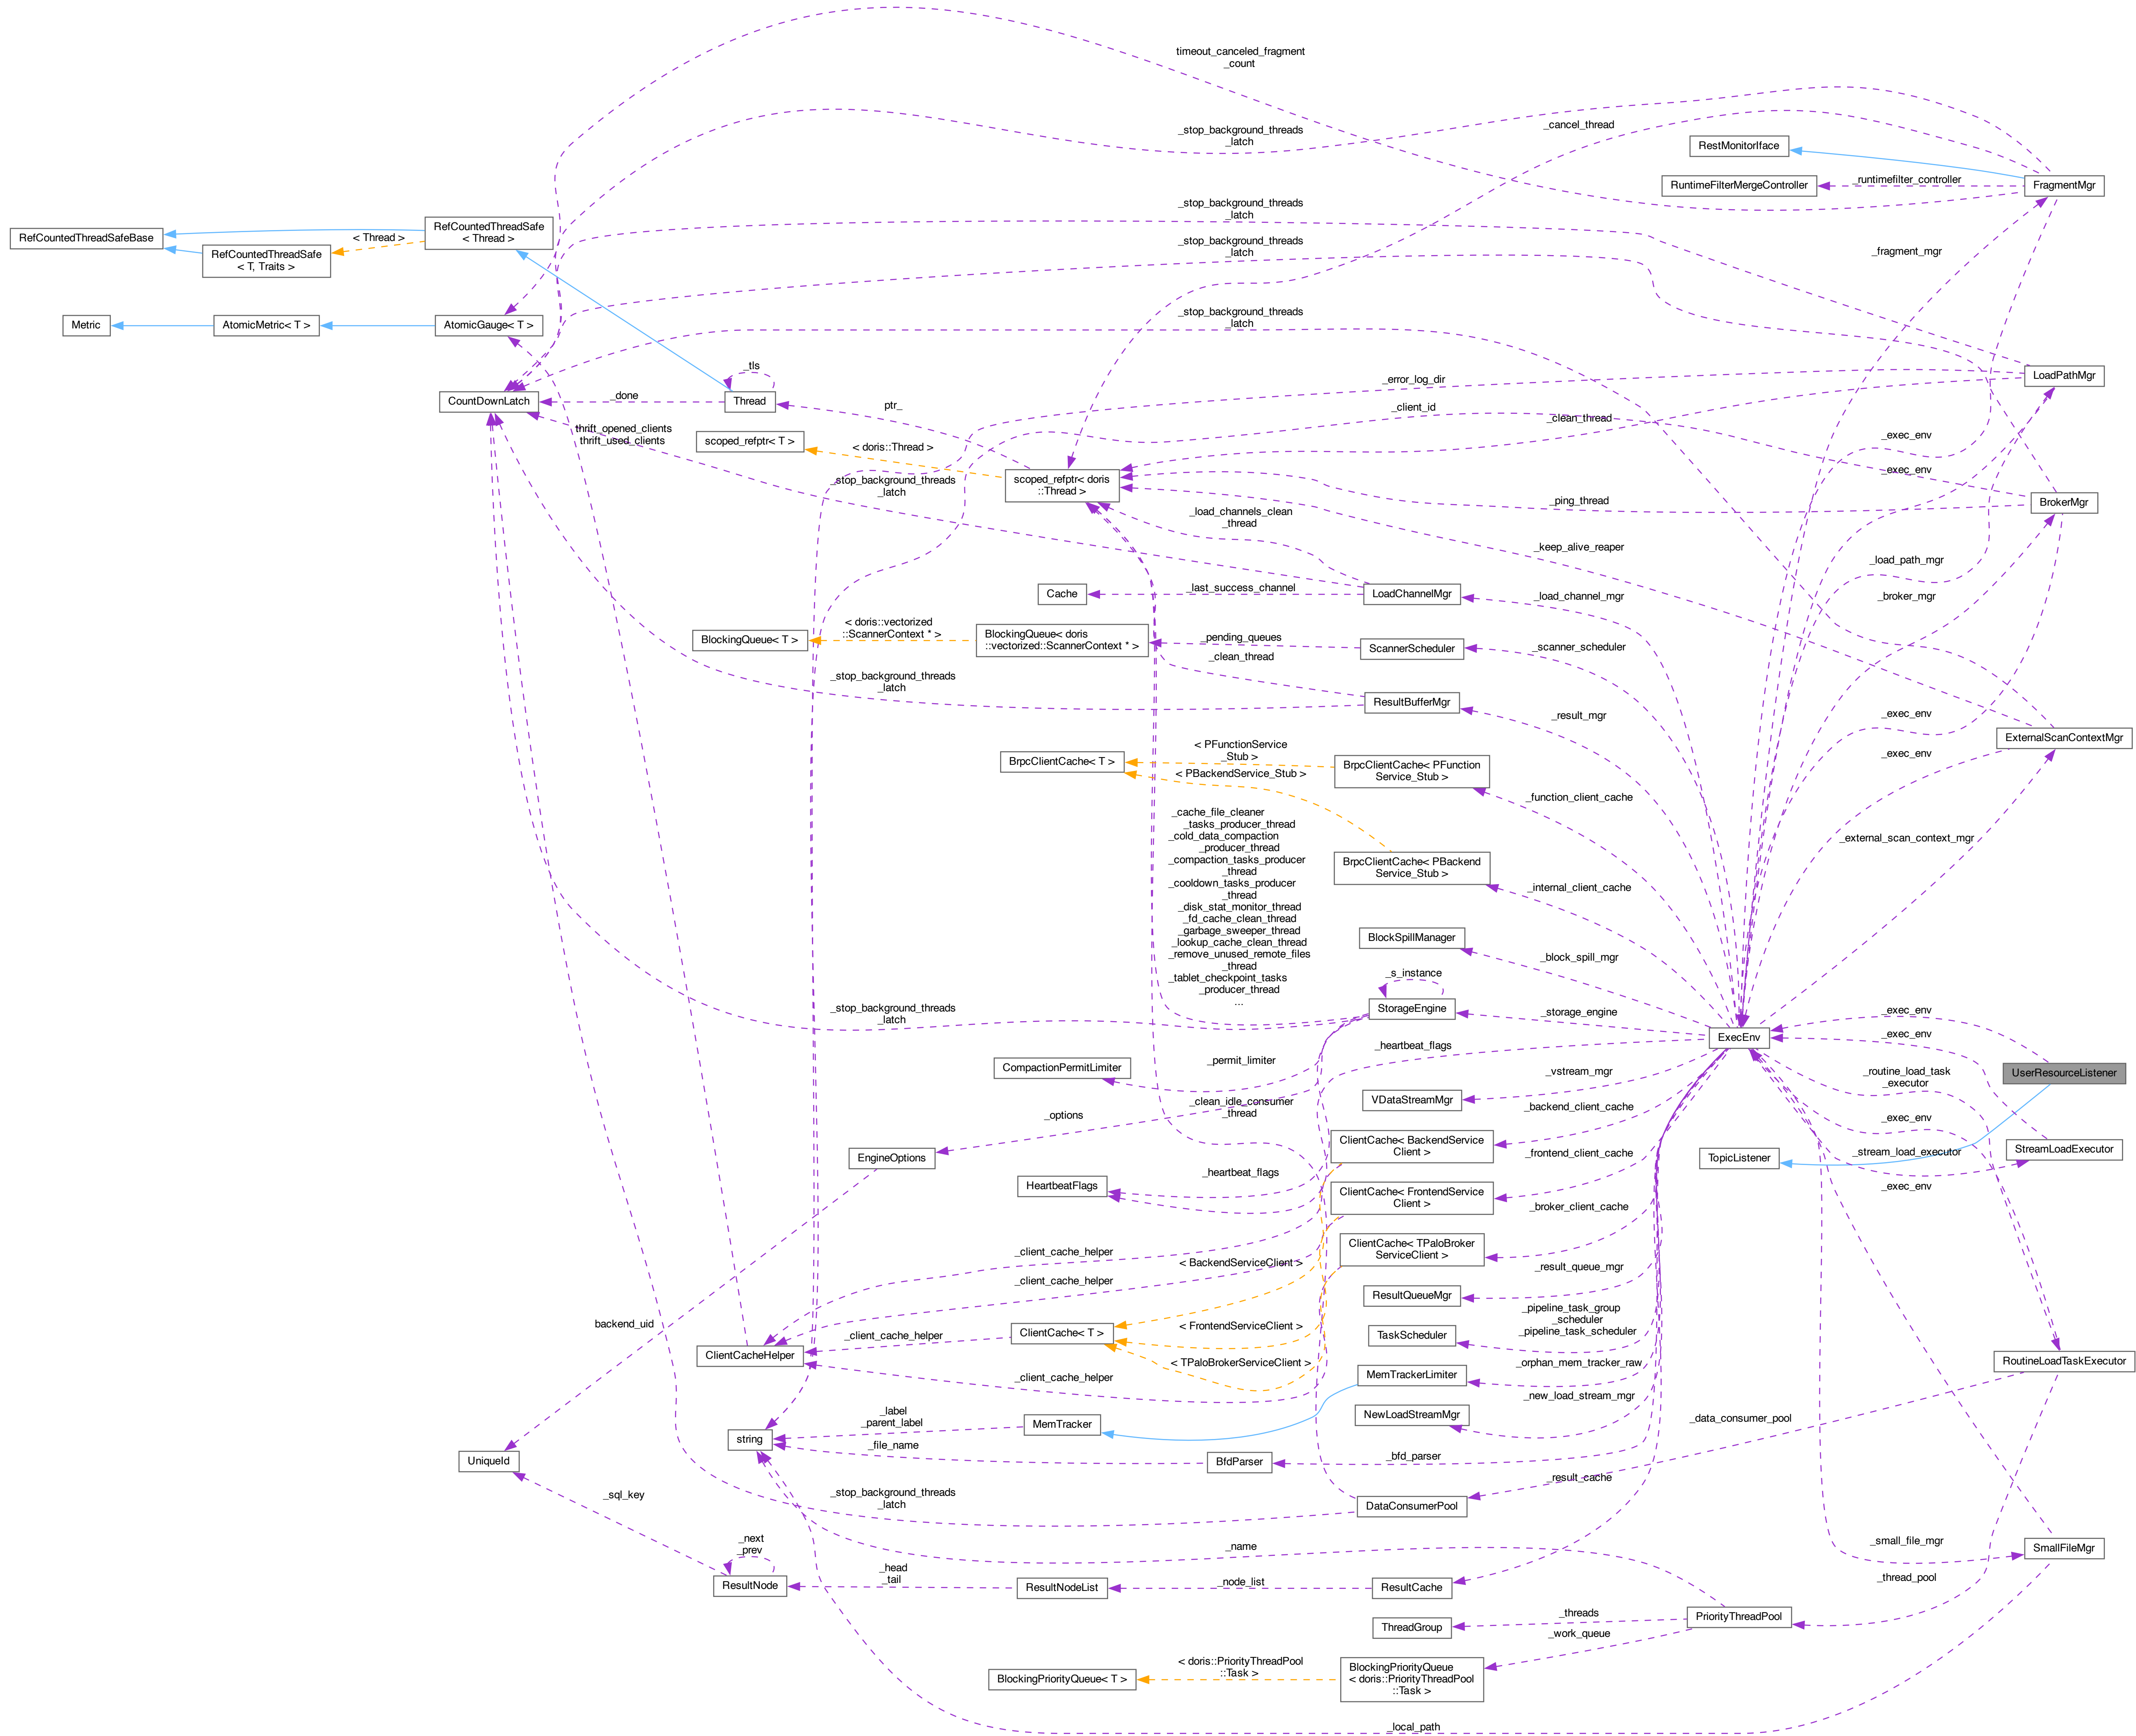 timeout_canceled_fragment
_count
_stop_background_threads
_latch
_cancel_thread
RestMonitorIface
RuntimeFilterMergeController
_runtimefilter_controller
FragmentMgr
_stop_background_threads
_latch
RefCountedThreadSafeBase
< Thread >
RefCountedThreadSafe
< Thread >
RefCountedThreadSafe
< T, Traits >
_stop_background_threads
_latch
_fragment_mgr
Metric
AtomicMetric< T >
AtomicGauge< T >
_stop_background_threads
_latch
_tls
_error_log_dir
LoadPathMgr
CountDownLatch
_done
Thread
ptr_
_client_id
_clean_thread
thrift_opened_clients
thrift_used_clients
scoped_refptr< T >
< doris::Thread >
_exec_env
_stop_background_threads
_latch
scoped_refptr< doris
::Thread >
_exec_env
_ping_thread
BrokerMgr
_load_channels_clean
_thread
_keep_alive_reaper
_load_path_mgr
Cache
_last_success_channel
LoadChannelMgr
_load_channel_mgr
_broker_mgr
BlockingQueue< T >
< doris::vectorized
::ScannerContext * >
BlockingQueue< doris
::vectorized::ScannerContext * >
_pending_queues
ScannerScheduler
_scanner_scheduler
_clean_thread
_stop_background_threads
_latch
ResultBufferMgr
_result_mgr
_exec_env
ExternalScanContextMgr
BrpcClientCache< T >
< PFunctionService
_Stub >
< PBackendService_Stub >
BrpcClientCache< PFunction
Service_Stub >
_exec_env
_function_client_cache
_cache_file_cleaner
_tasks_producer_thread
_cold_data_compaction
_producer_thread
_compaction_tasks_producer
_thread
_cooldown_tasks_producer
_thread
_disk_stat_monitor_thread
_fd_cache_clean_thread
_garbage_sweeper_thread
_lookup_cache_clean_thread
_remove_unused_remote_files
_thread
_tablet_checkpoint_tasks
_producer_thread
...
_external_scan_context_mgr
BrpcClientCache< PBackend
Service_Stub >
_internal_client_cache
BlockSpillManager
_block_spill_mgr
_s_instance
_stop_background_threads
_latch
StorageEngine
_storage_engine
_exec_env
ExecEnv
_exec_env
_heartbeat_flags
CompactionPermitLimiter
_permit_limiter
_vstream_mgr
_routine_load_task
_executor
UserResourceListener
VDataStreamMgr
_options
_clean_idle_consumer
_thread
_backend_client_cache
_exec_env
EngineOptions
ClientCache< BackendService
Client >
_frontend_client_cache
TopicListener
_stream_load_executor
StreamLoadExecutor
HeartbeatFlags
_heartbeat_flags
ClientCache< FrontendService
Client >
_exec_env
_broker_client_cache
_client_cache_helper
< BackendServiceClient >
ClientCache< TPaloBroker
ServiceClient >
_client_cache_helper
_result_queue_mgr
ResultQueueMgr
backend_uid
ClientCacheHelper
_client_cache_helper
ClientCache< T >
< FrontendServiceClient >
TaskScheduler
_pipeline_task_group
_scheduler
_pipeline_task_scheduler
< TPaloBrokerServiceClient >
_client_cache_helper
MemTrackerLimiter
_orphan_mem_tracker_raw
RoutineLoadTaskExecutor
_new_load_stream_mgr
NewLoadStreamMgr
_label
_parent_label
MemTracker
_data_consumer_pool
string
_file_name
BfdParser
_bfd_parser
UniqueId
_result_cache
_sql_key
_stop_background_threads
_latch
DataConsumerPool
_next
_prev
_name
_small_file_mgr
SmallFileMgr
ResultNode
_head
_tail
ResultNodeList
_node_list
ResultCache
_thread_pool
ThreadGroup
_threads
_work_queue
PriorityThreadPool
BlockingPriorityQueue< T >
< doris::PriorityThreadPool
::Task >
BlockingPriorityQueue
< doris::PriorityThreadPool
::Task >
_local_path